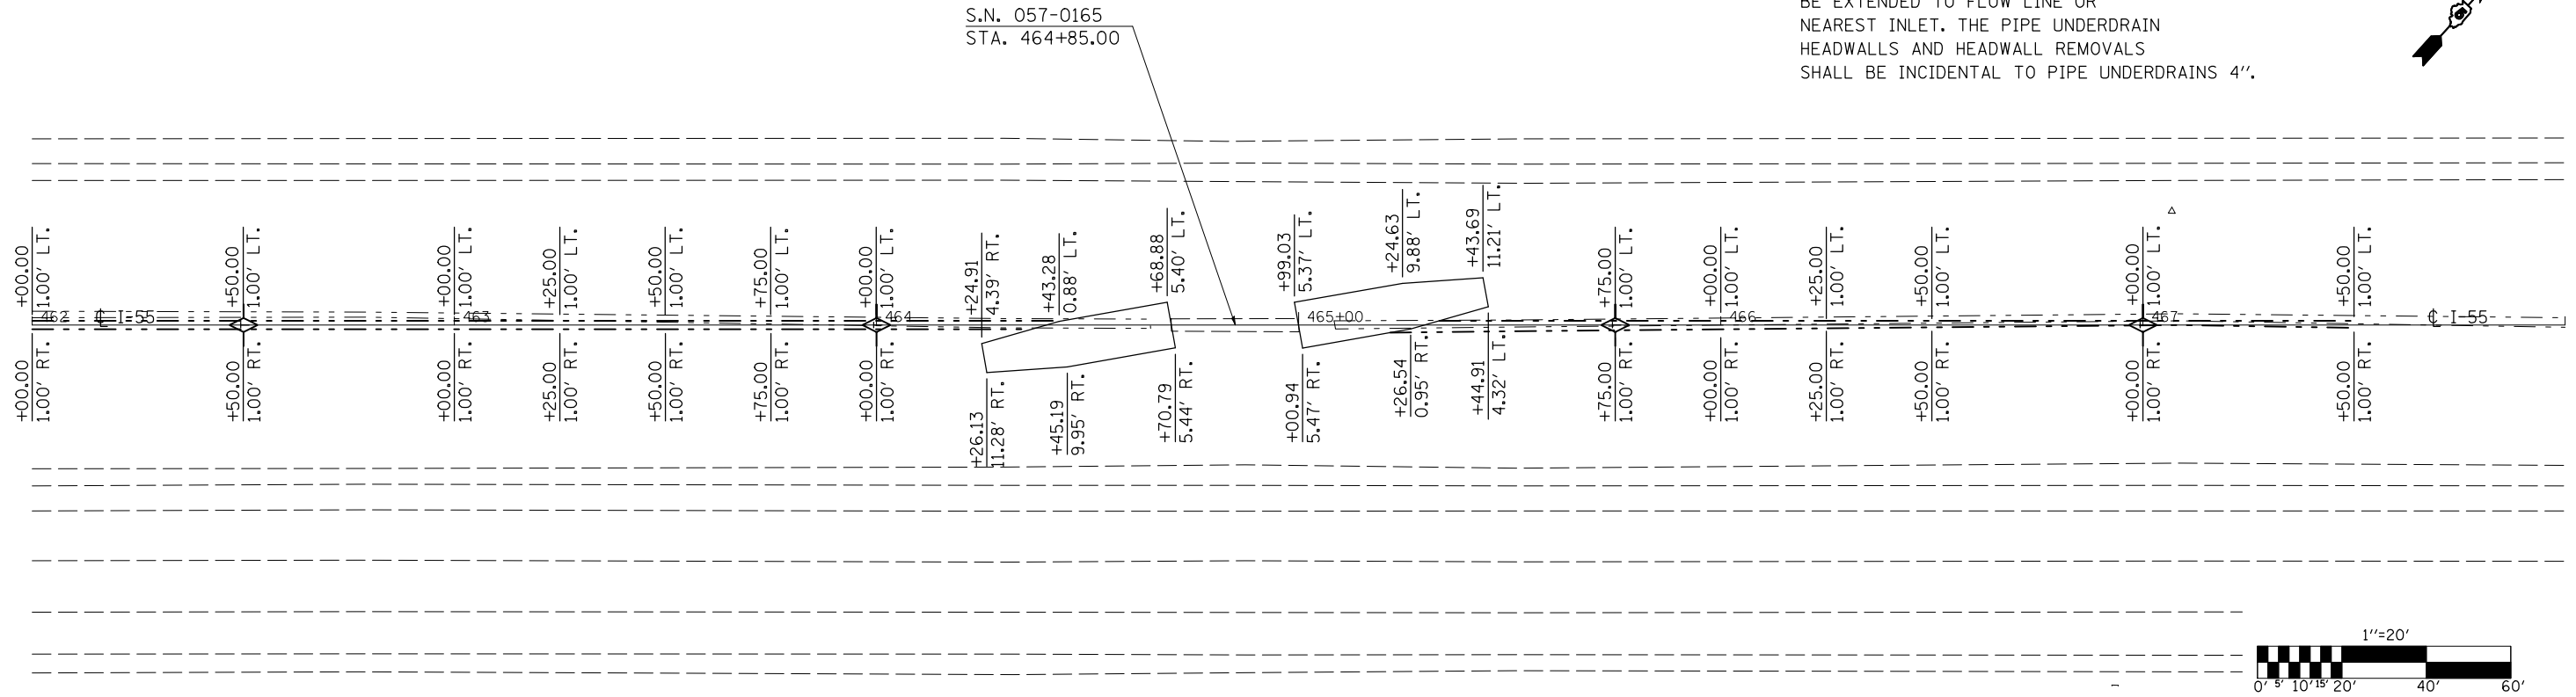 S.N. 057-0165
STA. 464+85.00
BE EXTENDED TO FLOW LINE OR
NEAREST INLET. THE PIPE UNDERDRAIN
HEADWALLS AND HEADWALL REMOVALS
SHALL BE INCIDENTAL TO PIPE UNDERDRAINS 4''.
+00.00
1.00' LT.
+50.00
1.00' LT.
+00.00
1.00' LT.
+25.00
1.00' LT.
+50.00
1.00' LT.
+75.00
1.00' LT.
+00.00
1.00' LT.
+24.91
4.39' RT.
+43.28
0.88' LT.
+68.88
5.40' LT.
+99.03
5.37' LT.
+24.63
9.88' LT.
+43.69
11.21' LT.
+75.00
1.00' LT.
+00.00
1.00' LT.
+25.00
1.00' LT.
+50.00
1.00' LT.
+00.00
1.00' LT.
+50.00
1.00' LT.
462
℄ I-55
463
464
465+00
466
467
℄ I-55
+00.00
1.00' RT.
+50.00
1.00' RT.
+00.00
1.00' RT.
+25.00
1.00' RT.
+50.00
1.00' RT.
+75.00
1.00' RT.
+00.00
1.00' RT.
+26.13
11.28' RT.
+45.19
9.95' RT.
+70.79
5.44' RT.
+00.94
5.47' RT.
+26.54
0.95' RT.
+44.91
4.32' LT.
+75.00
1.00' RT.
+00.00
1.00' RT.
+25.00
1.00' RT.
+50.00
1.00' RT.
+00.00
1.00' RT.
+50.00
1.00' RT.
1''=20'
0' 5' 10' 15' 20' 40' 60'